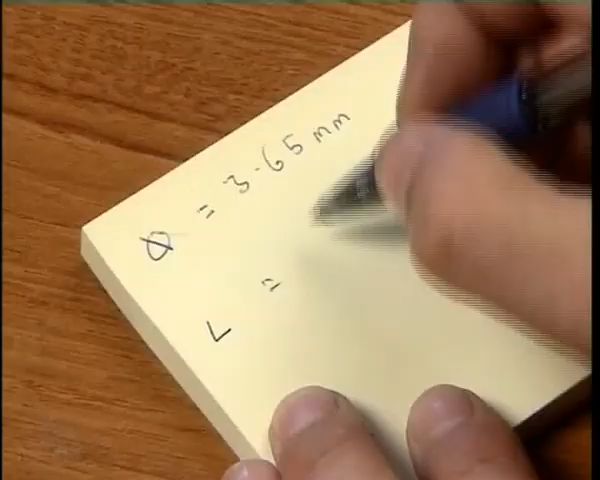 Ø = 3.65 mm
L =